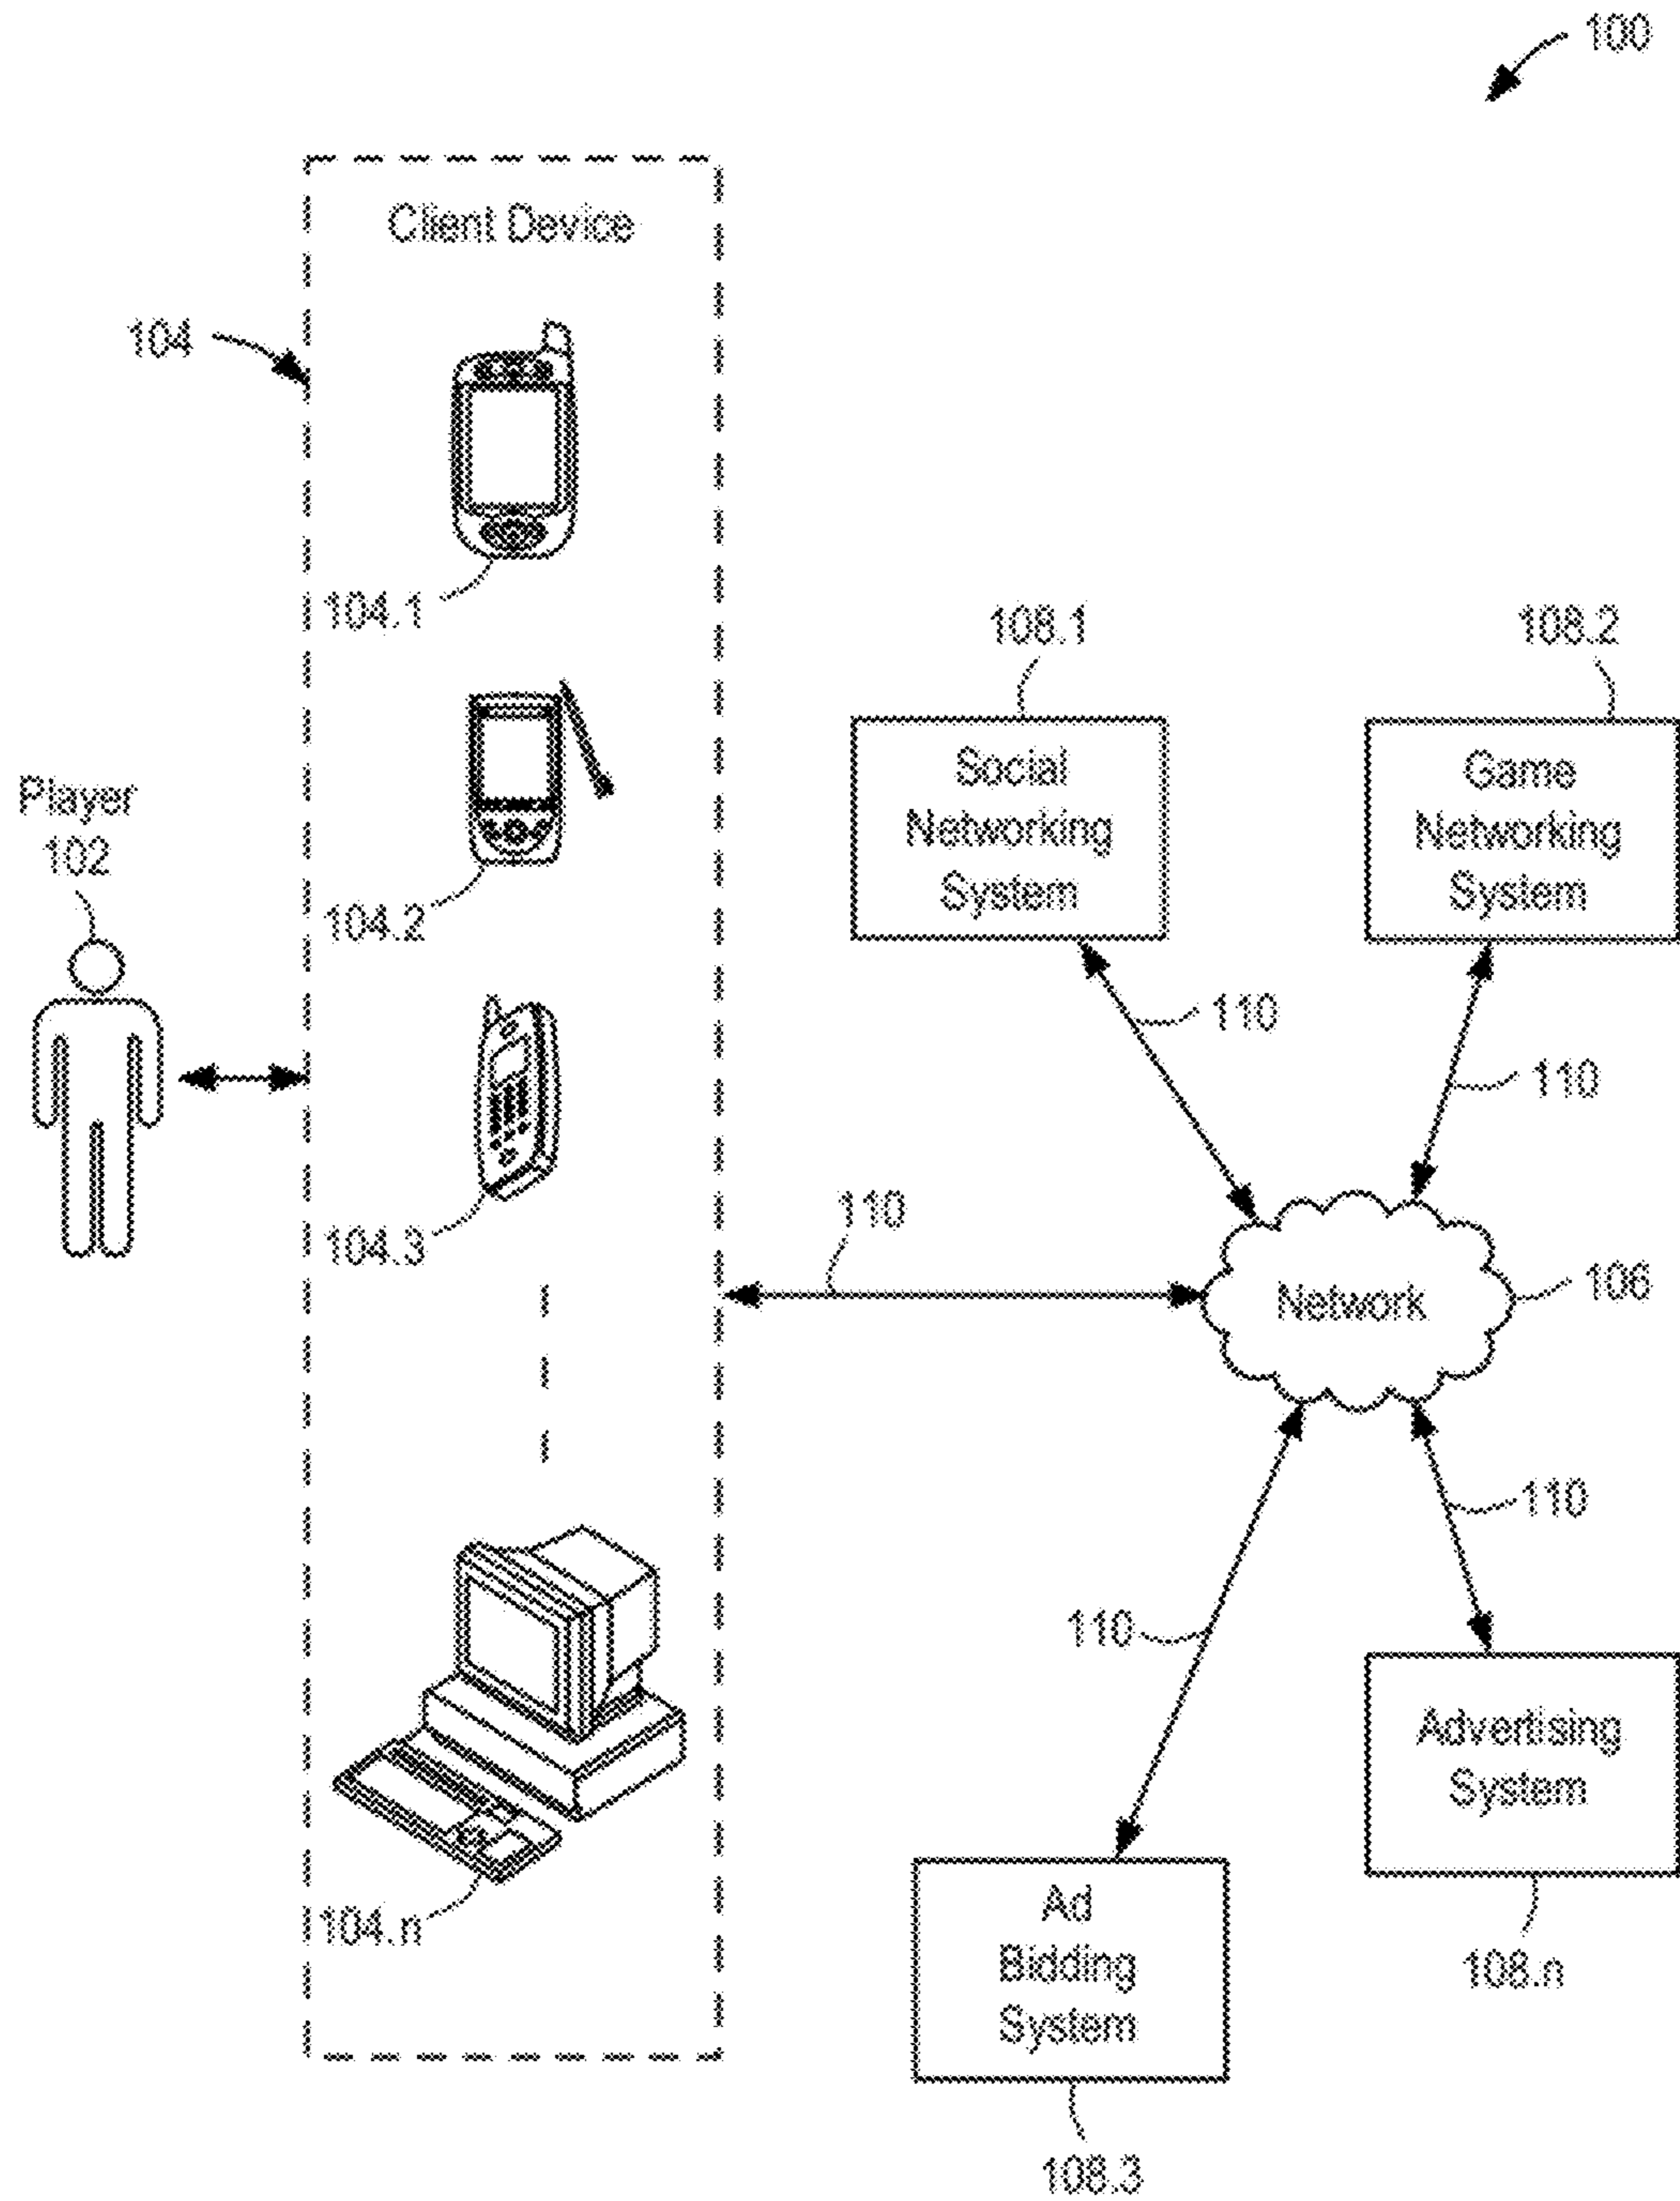 100
Client Device
104
104.1
108.1
108.2
Social
Networking
System
Game
Networking
System
Player
102
104.2
110
110
104.3
110
Network
106
110
110
Advertising
System
104.n
Ad
Bidding
System
108.n
108.3